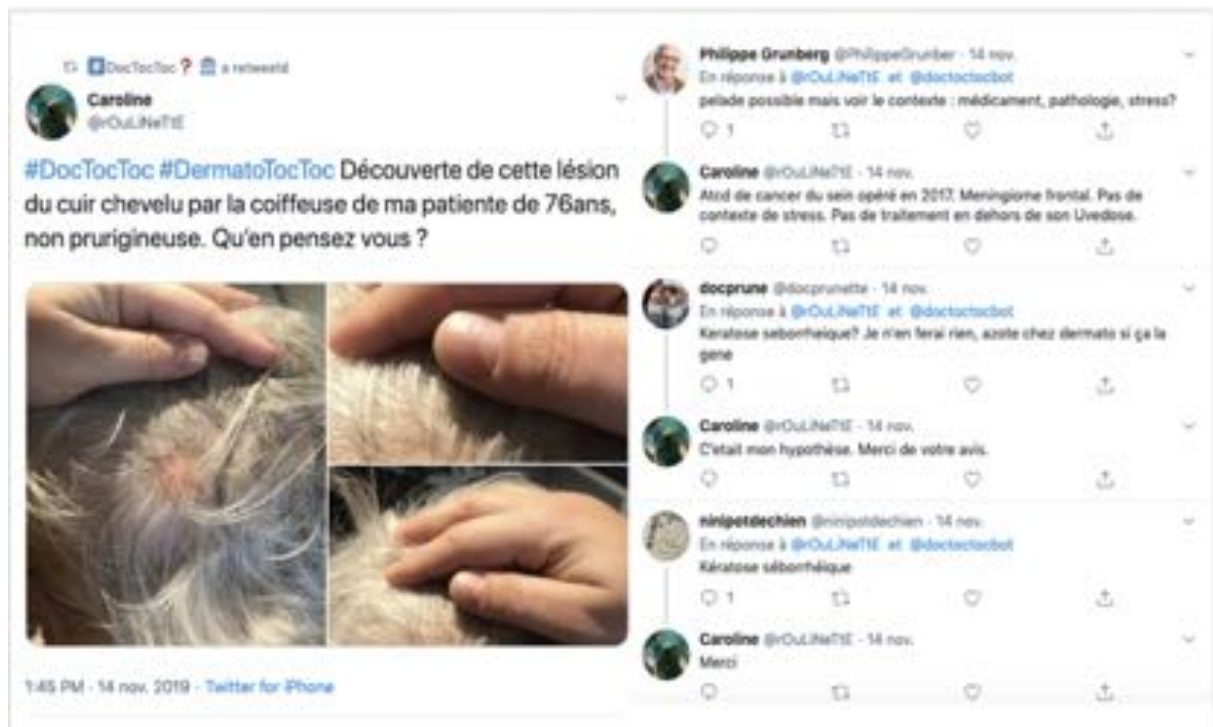 DocTocToc ❓ a retweeté
Caroline
@rOuLiNeTtE
#DocTocToc #DermatoTocToc Découverte de cette lésion
du cuir chevelu par la coiffeuse de ma patiente de 76ans,
non prurigineuse. Qu'en pensez vous ?
1:45 PM · 14 nov. 2019 · Twitter for iPhone
Philippe Grunberg @PhilippeGrunber · 14 nov.
En réponse à @rOuLiNeTtE et @doctoctocbot
pelade possible mais voir le contexte : médicament, pathologie, stress?
1
Caroline @rOuLiNeTtE · 14 nov.
Atcd de cancer du sein opéré en 2017. Meningiome frontal. Pas de
contexte de stress. Pas de traitement en dehors de son Uvedose.
docprune @docprunette · 14 nov.
En réponse à @rOuLiNeTtE et @doctoctocbot
Keratose seborrheique? Je n'en ferai rien, azote chez dermato si ça la
gene
1
Caroline @rOuLiNeTtE · 14 nov.
C'etait mon hypothèse. Merci de votre avis.
ninipotdechien @ninipotdechien · 14 nov.
En réponse à @rOuLiNeTtE et @doctoctocbot
Kératose séborrhéique
1
Caroline @rOuLiNeTtE · 14 nov.
Merci